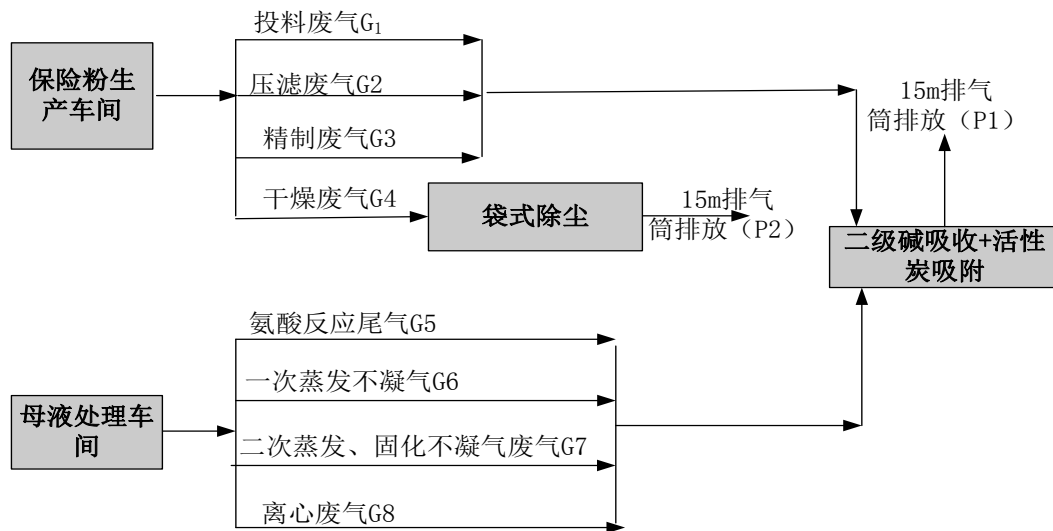 投料废气G₁
保险粉生
产车间
压滤废气G2
精制废气G3
干燥废气G4
袋式除尘
15m排气
筒排放（P2）
15m排气
筒排放（P1）
二级碱吸收+活性
炭吸附
氨酸反应尾气G5
一次蒸发不凝气G6
母液处理车
间
二次蒸发、固化不凝气废气G7
离心废气G8